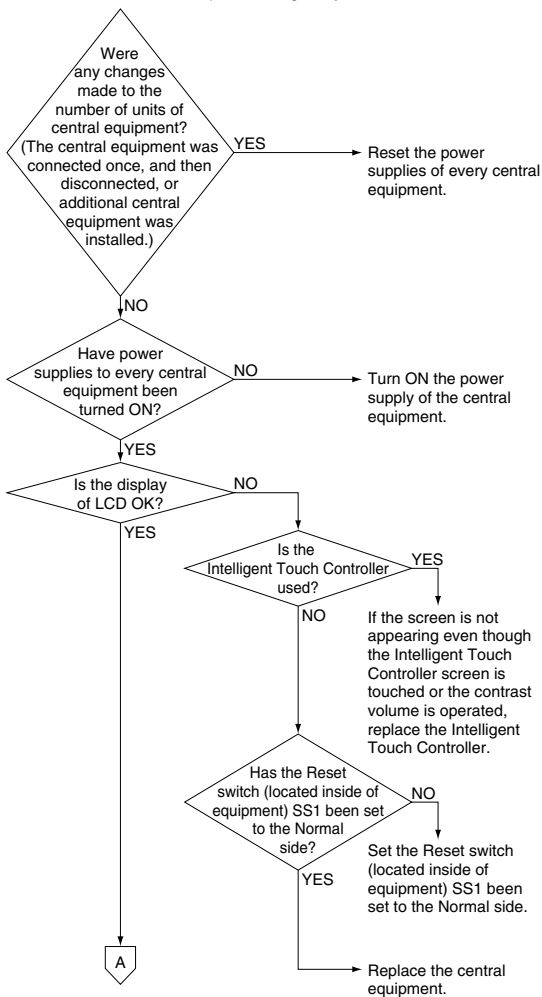 Were
any changes
made to the
number of units of
central equipment?
(The central equipment was
connected once, and then
disconnected, or
additional central
equipment was
installed.)
YES
Reset the power
supplies of every central
equipment.
NO
Have power
supplies to every central
equipment been
turned ON?
NO
Turn ON the power
supply of the central
equipment.
YES
Is the display
of LCD OK?
NO
YES
Is the
Intelligent Touch Controller
used?
YES
If the screen is not
appearing even though
the Intelligent Touch
Controller screen is
touched or the contrast
volume is operated,
replace the Intelligent
Touch Controller.
NO
Has the Reset
switch (located inside of
equipment) SS1 been set
to the Normal
side?
NO
Set the Reset switch
(located inside of
equipment) SS1 been
set to the Normal side.
YES
A
Replace the central
equipment.